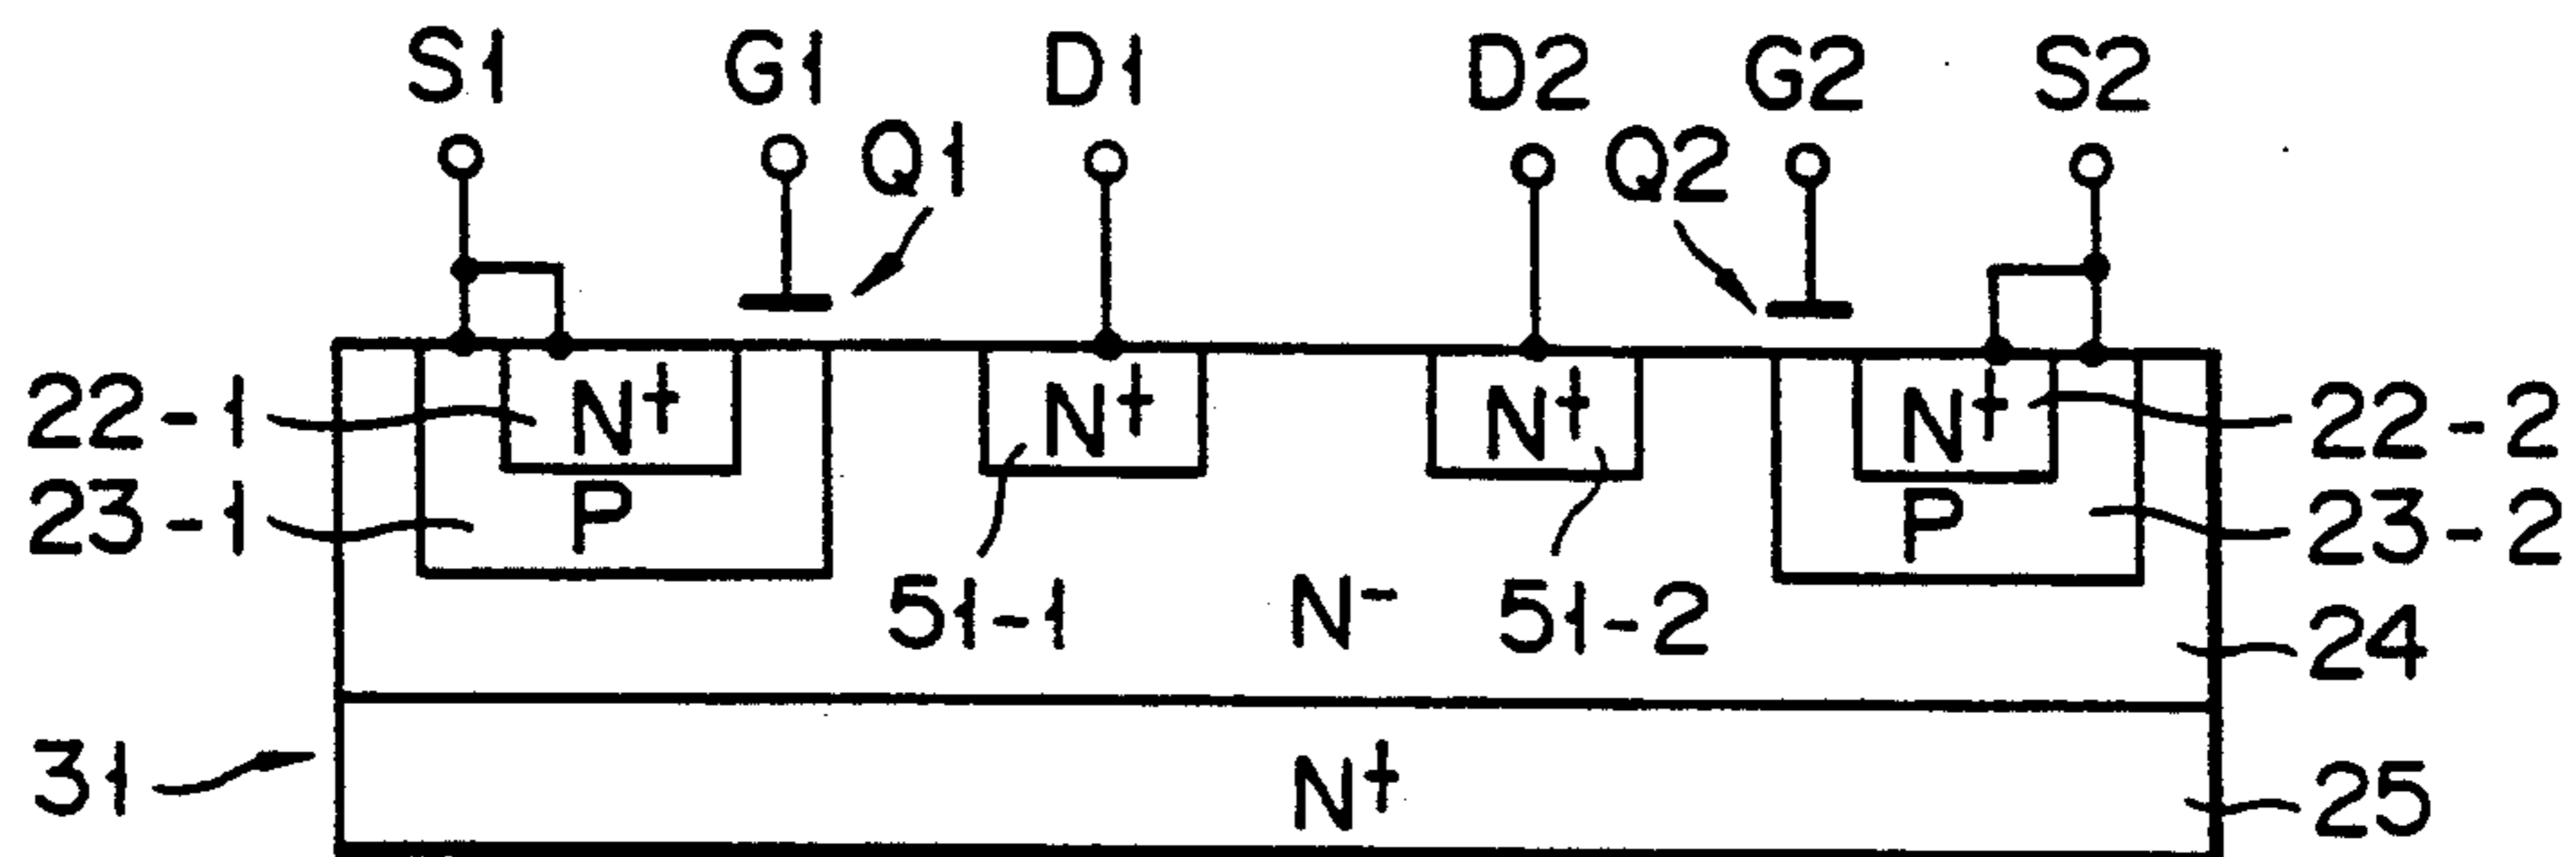 S1 G1 D1 D2 G2 S2
Q1 Q2
22-1 N+ N+ N+ N+ 22-2
23-1 P P 23-2
51-1 N- 51-2 24
31 N+ 25